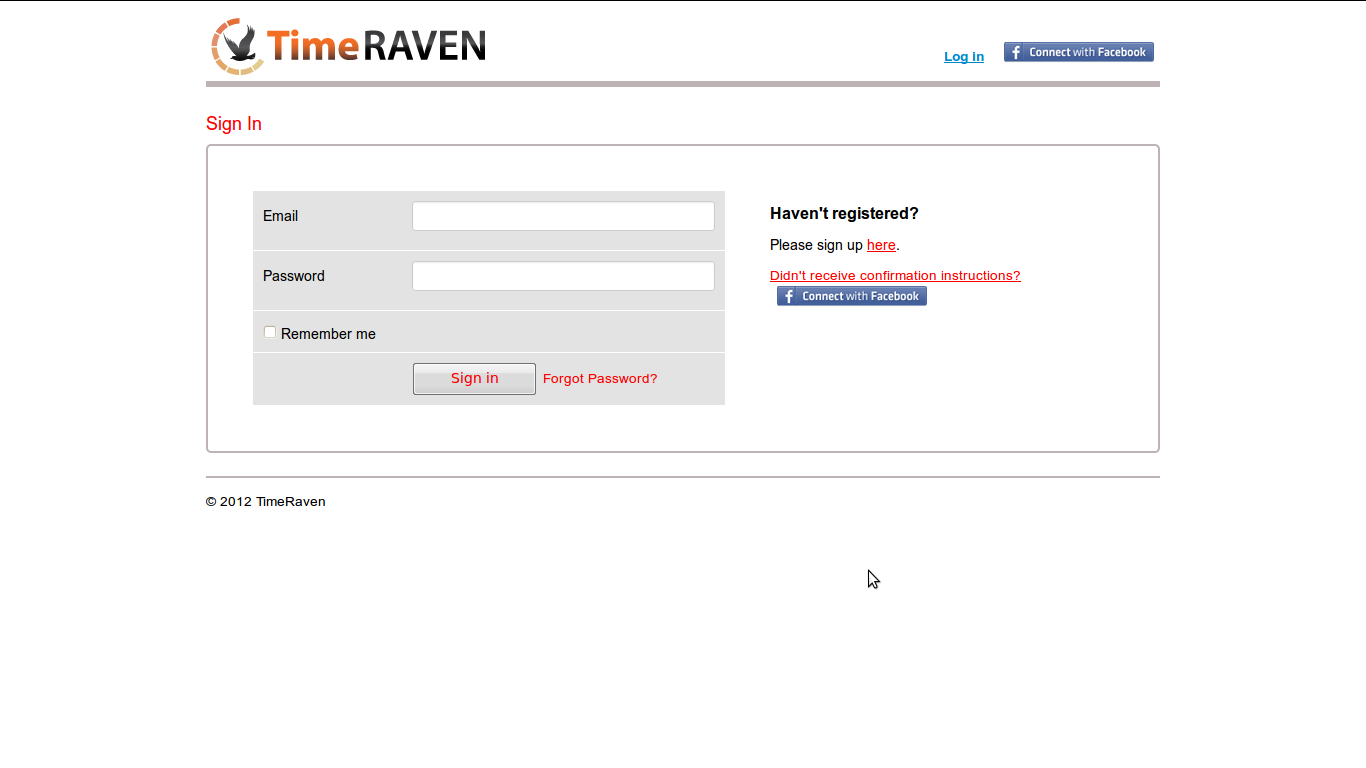 TimeRAVEN
Log in
Connect with Facebook
Sign In
Email
Password
Remember me
Sign in Forgot Password?
Haven't registered?
Please sign up here.
Didn't receive confirmation instructions?
Connect with Facebook
© 2012 TimeRaven